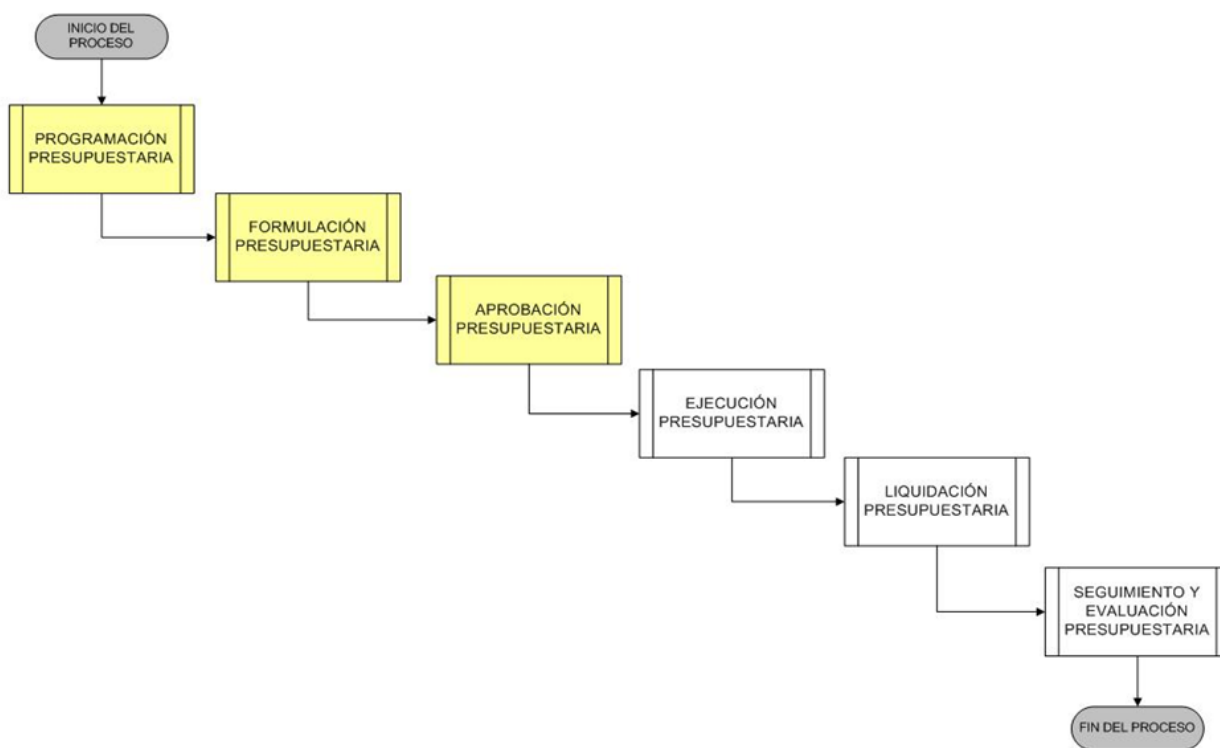 INICIO DEL
PROCESO
PROGRAMACIÓN
PRESUPUESTARIA
FORMULACIÓN
PRESUPUESTARIA
APROBACIÓN
PRESUPUESTARIA
EJECUCIÓN
PRESUPUESTARIA
LIQUIDACIÓN
PRESUPUESTARIA
SEGUIMIENTO Y
EVALUACIÓN
PRESUPUESTARIA
FIN DEL PROCESO